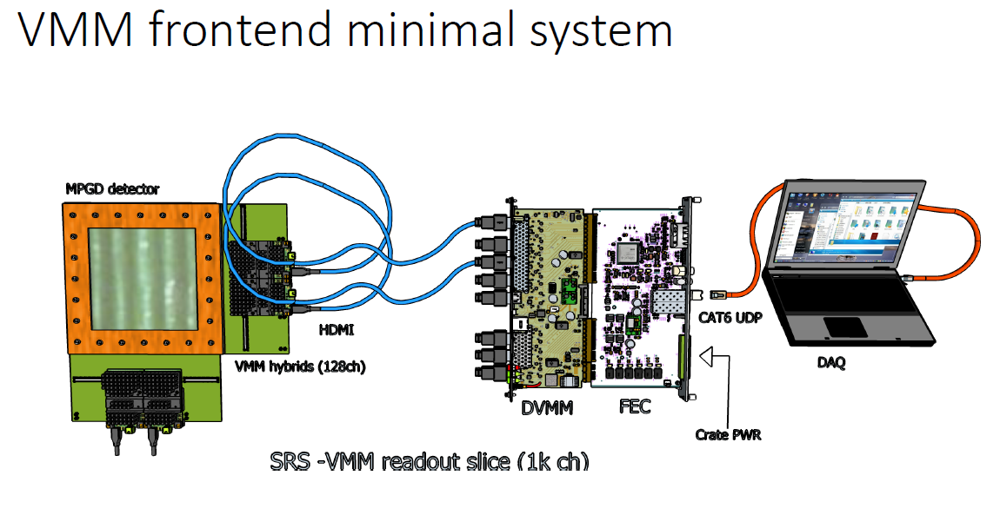 VMM frontend minimal system
MPGD detector
HDMI
VMM hybrids (128ch)
CAT6 UDP
DAQ
DVMM
FEC
Crate PWR
SRS -VMM readout slice (1k ch)